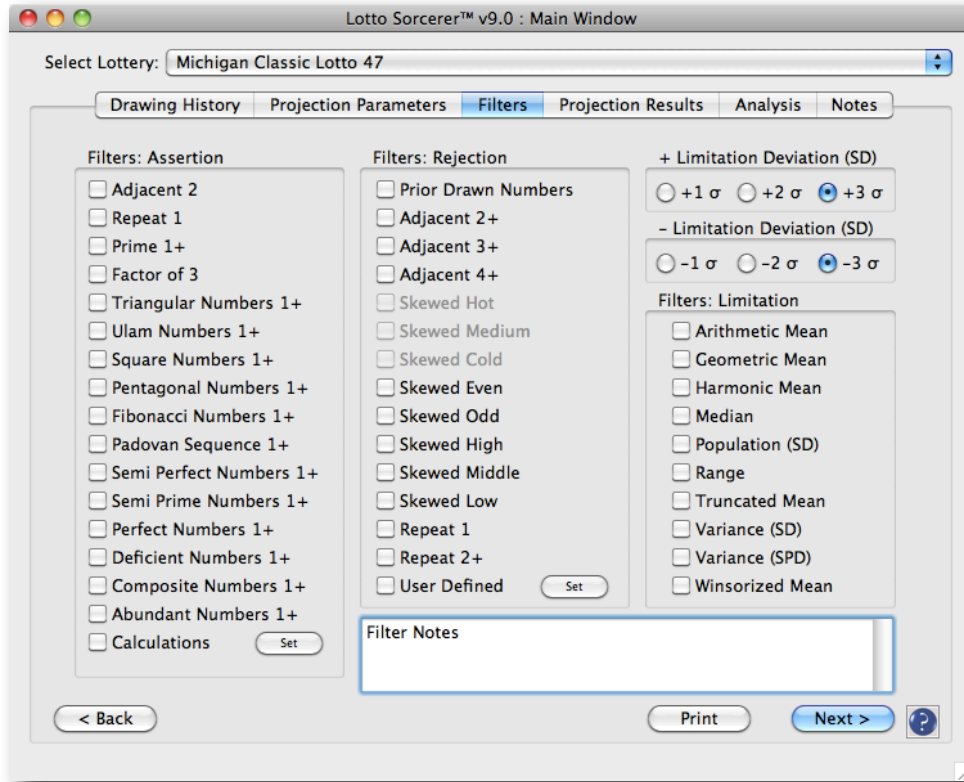 Lotto Sorcerer™ v9.0 : Main Window
Select Lottery: Michigan Classic Lotto 47
Drawing History Projection Parameters Filters Projection Results Analysis Notes
Filters: Assertion
Adjacent 2
Repeat 1
Prime 1+
Factor of 3
Triangular Numbers 1+
Ulam Numbers 1+
Square Numbers 1+
Pentagonal Numbers 1+
Fibonacci Numbers 1+
Padovan Sequence 1+
Semi Perfect Numbers 1+
Semi Prime Numbers 1+
Perfect Numbers 1+
Deficient Numbers 1+
Composite Numbers 1+
Abundant Numbers 1+
Calculations Set
Filters: Rejection
Prior Drawn Numbers
Adjacent 2+
Adjacent 3+
Adjacent 4+
Skewed Hot
Skewed Medium
Skewed Cold
Skewed Even
Skewed Odd
Skewed High
Skewed Middle
Skewed Low
Repeat 1
Repeat 2+
User Defined Set
+ Limitation Deviation (SD)
+1 σ +2 σ +3 σ
- Limitation Deviation (SD)
-1 σ -2 σ -3 σ
Filters: Limitation
Arithmetic Mean
Geometric Mean
Harmonic Mean
Median
Population (SD)
Range
Truncated Mean
Variance (SD)
Variance (SPD)
Winsorized Mean
Filter Notes
< Back Print Next > ?